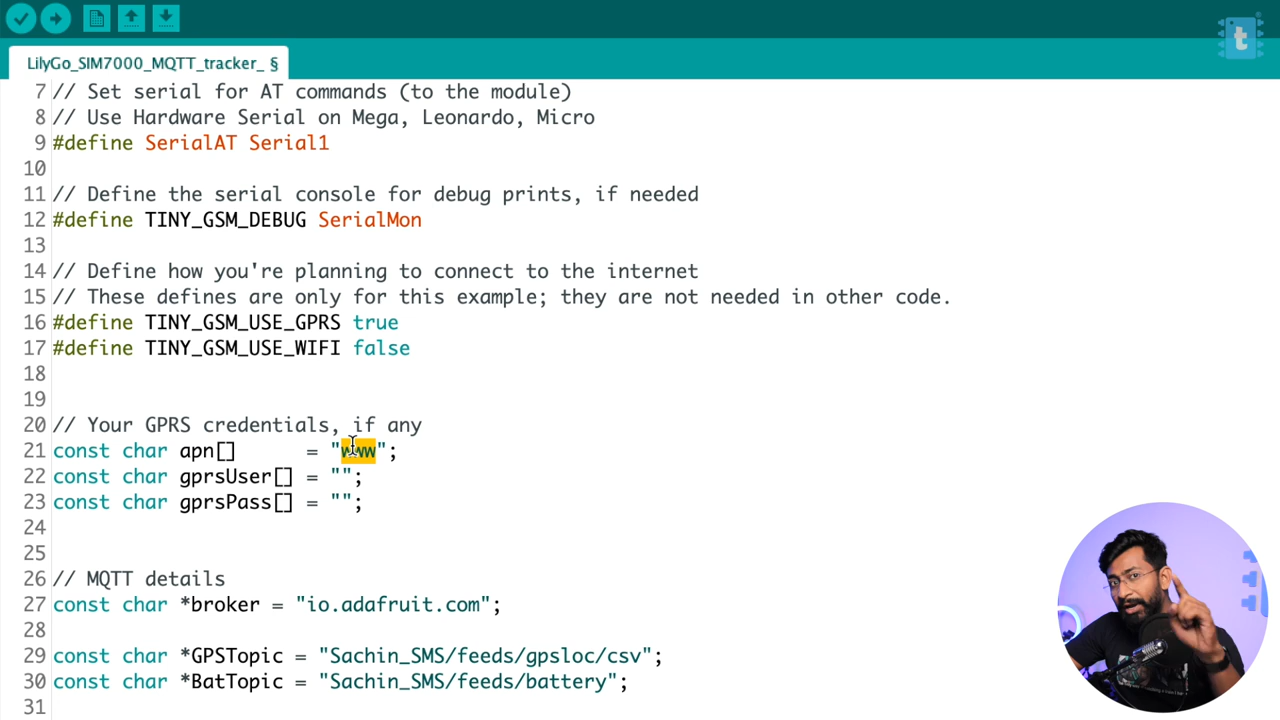 t
LilyGo_SIM7000_MQTT_tracker_ §
7 // Set serial for AT commands (to the module)
8 // Use Hardware Serial on Mega, Leonardo, Micro
9 #define SerialAT Serial1
10
11 // Define the serial console for debug prints, if needed
12 #define TINY_GSM_DEBUG SerialMon
13
14 // Define how you're planning to connect to the internet
15 // These defines are only for this example; they are not needed in other code.
16 #define TINY_GSM_USE_GPRS true
17 #define TINY_GSM_USE_WIFI false
18
19
20 // Your GPRS credentials, if any
21 const char apn[]      = "www";
22 const char gprsUser[] = "";
23 const char gprsPass[] = "";
24
25
26 // MQTT details
27 const char *broker = "io.adafruit.com";
28
29 const char *GPSTopic = "Sachin_SMS/feeds/gpsloc/csv";
30 const char *BatTopic = "Sachin_SMS/feeds/battery";
31